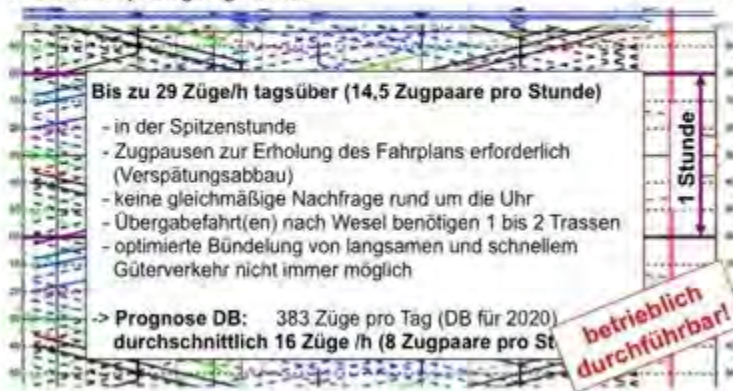 Bis zu 29 Züge/h tagsüber (14,5 Zugpaare pro Stunde)
- in der Spitzenstunde
- Zugpausen zur Erholung des Fahrplans erforderlich
(Verspätungsabbau)
- keine gleichmäßige Nachfrage rund um die Uhr
- Übergabefahrt(en) nach Wesel benötigen 1 bis 2 Trassen
- optimierte Bündelung von langsamen und schnellem
Güterverkehr nicht immer möglich
-> Prognose DB: 383 Züge pro Tag (DB für 2020)
durchschnittlich 16 Züge /h (8 Zugpaare pro St
1 Stunde
betrieblich
durchführbar!